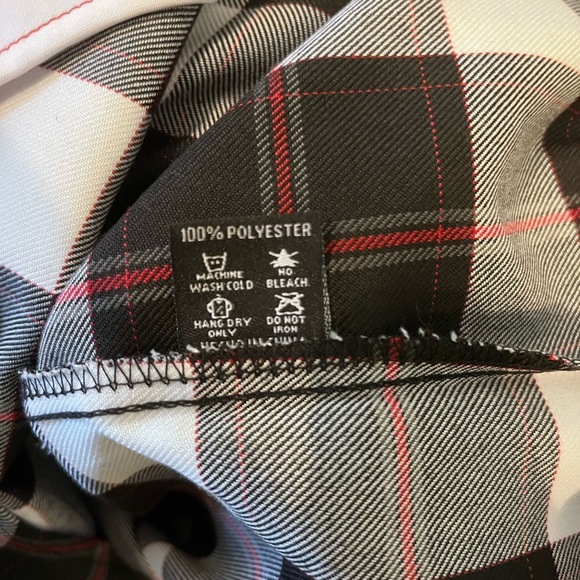 100% POLYESTER
MACHINE WASH COLD
NO BLEACH
HANG DRY ONLY
DO NOT IRON